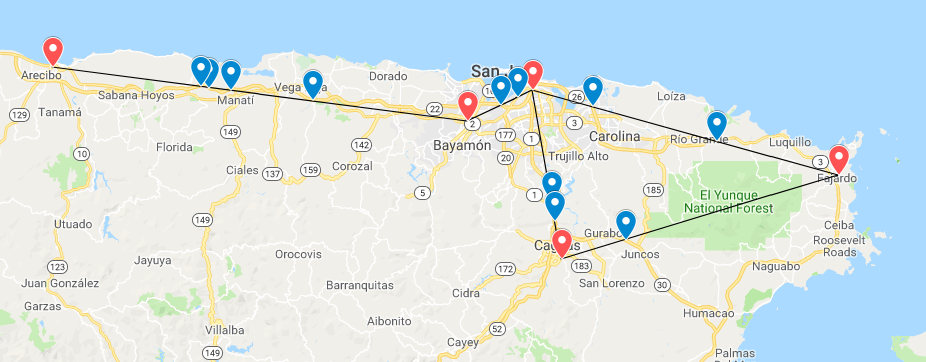 San J
Dorado
Arecibo
Sabana Hoyos
Manatí
Vega
22
26
Loíza
129
Tanamá
2
3
149
177
1
Carolina
Río Grande
Luquillo
Florida
142
Bayamón
20
Trujillo Alto
3
10
Ciales
137
159
Corozal
Fajardo
5
1
185
El Yunque
National Forest
149
Utuado
Ceiba
Gurabo
Roosevelt
Roads
Orocovis
Juncos
Jayuya
123
172
183
Naguabo
Juan González
Barranquitas
Cidra
San Lorenzo
30
Garzas
Aibonito
Humacao
Villalba
52
149
Cayey
Palmas